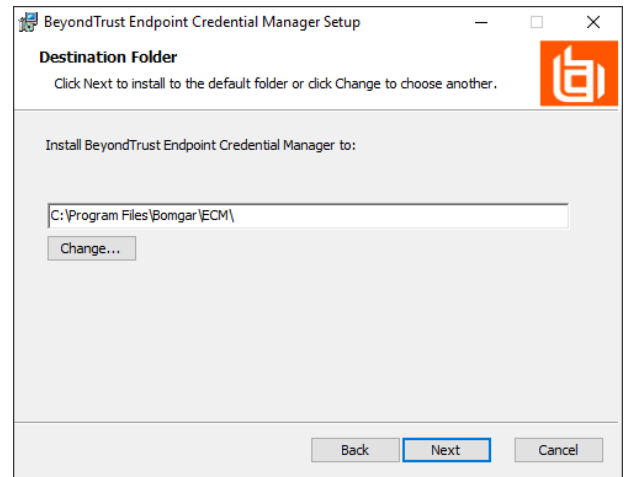 BeyondTrust Endpoint Credential Manager Setup
Destination Folder
Click Next to install to the default folder or click Change to choose another.
Install BeyondTrust Endpoint Credential Manager to:
C:\Program Files\Bomgar\ECM\
Change...
Back Next Cancel